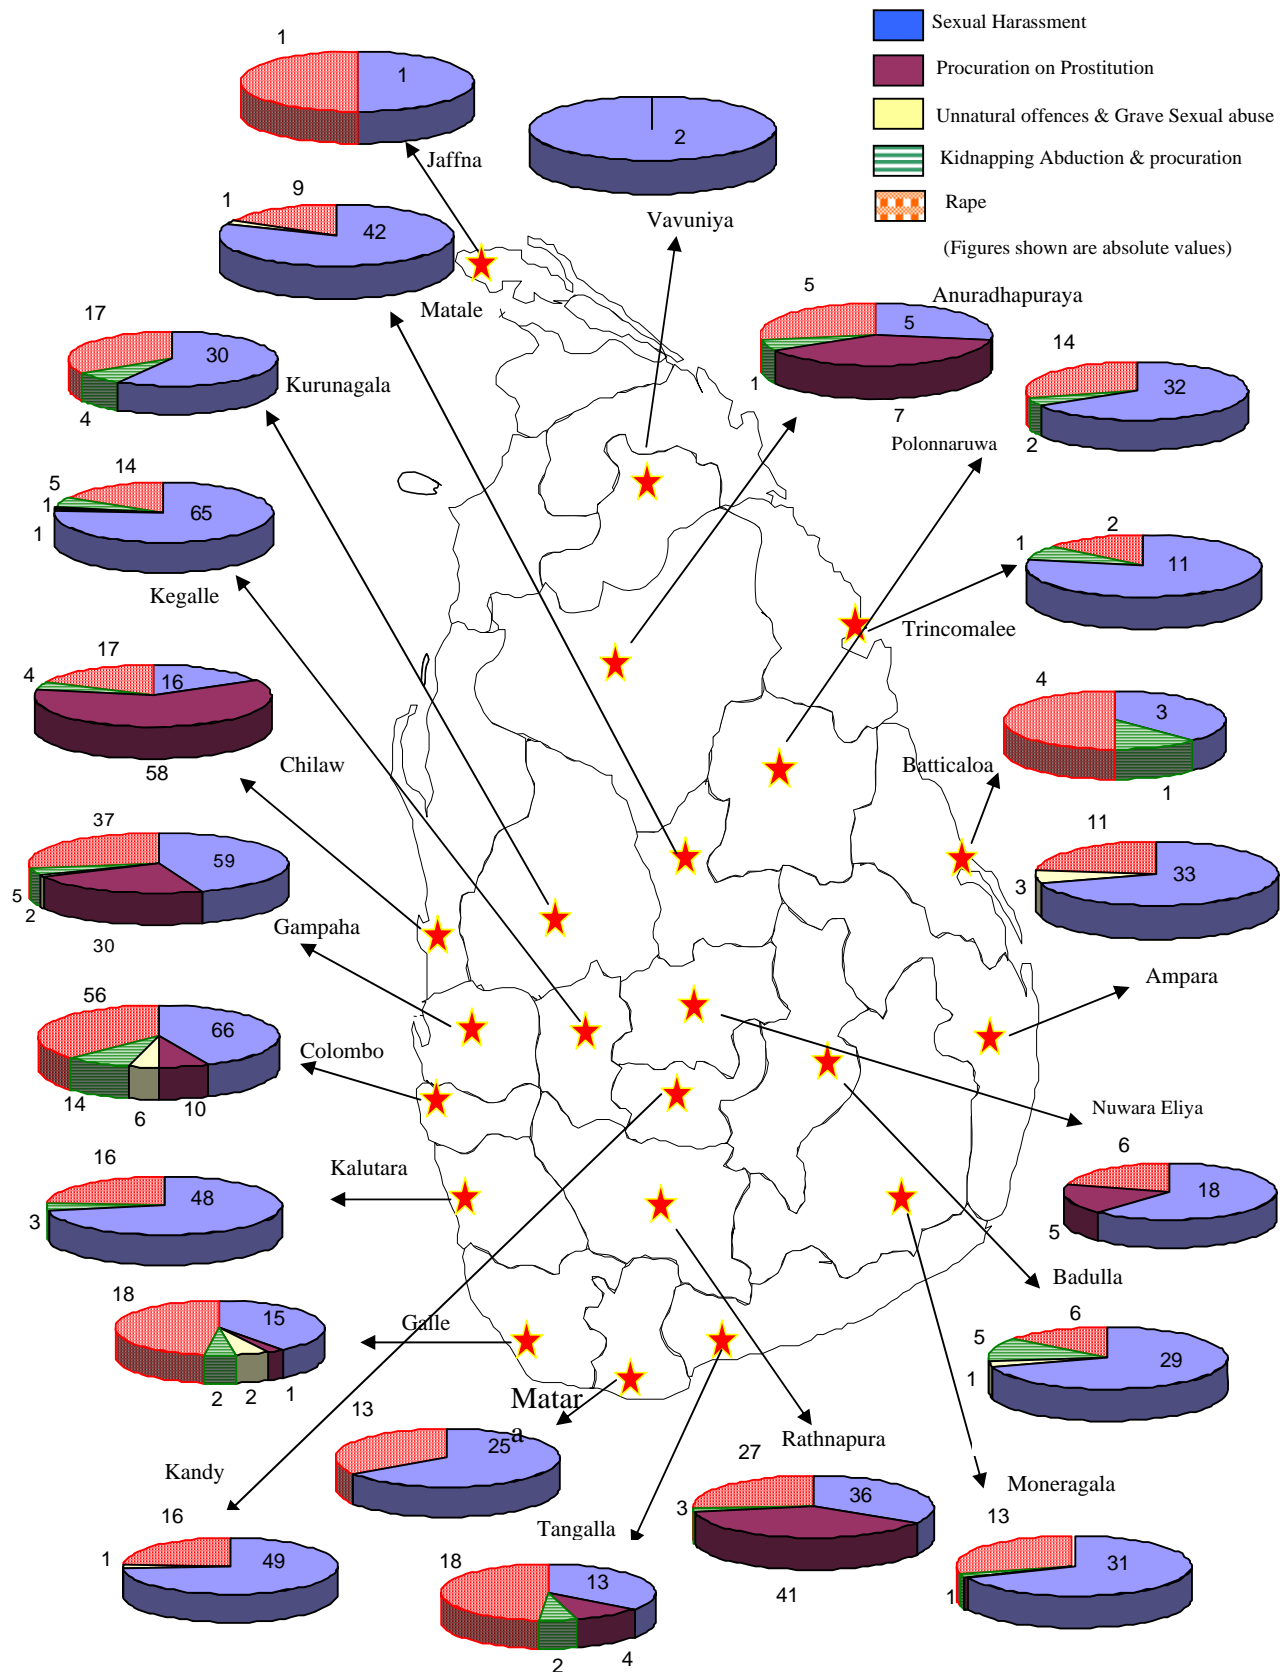 Sexual Harassment
Procuration on Prostitution
Unnatural offences & Grave Sexual abuse
Kidnapping Abduction & procuration
Rape
(Figures shown are absolute values)
1
1
Jaffna
2
Vavuniya
1
9
42
Matale
5
5
1
7
Anuradhapuraya
17
30
4
Kurunagala
14
32
2
Polonnaruwa
5
14
1
1
65
Kegalle
1
2
11
Trincomalee
17
4
16
58
Chilaw
4
3
1
Batticaloa
37
59
5
2
30
Gampaha
11
3
33
Ampara
56
66
14
6
10
Colombo
Nuwara Eliya
6
18
5
16
48
3
Kalutara
Badulla
6
5
29
1
18
15
2
2
1
Galle
Matar
a
13
25
Rathnapura
27
36
3
41
Moneragala
13
31
1
Kandy
16
1
49
Tangalla
18
13
2
4